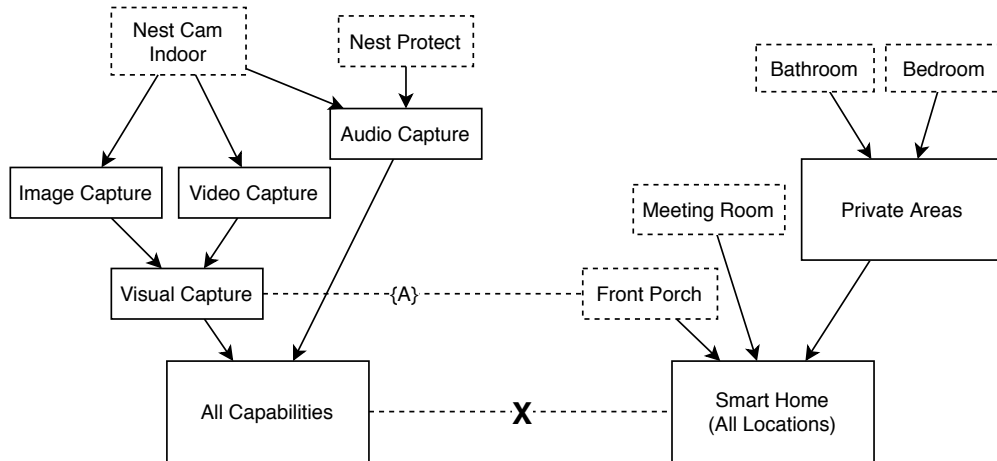 Nest Cam
Indoor
Nest Protect
Bathroom
Bedroom
Audio Capture
Image Capture
Video Capture
Meeting Room
Private Areas
Visual Capture
{A}
Front Porch
All Capabilities
X
Smart Home
(All Locations)